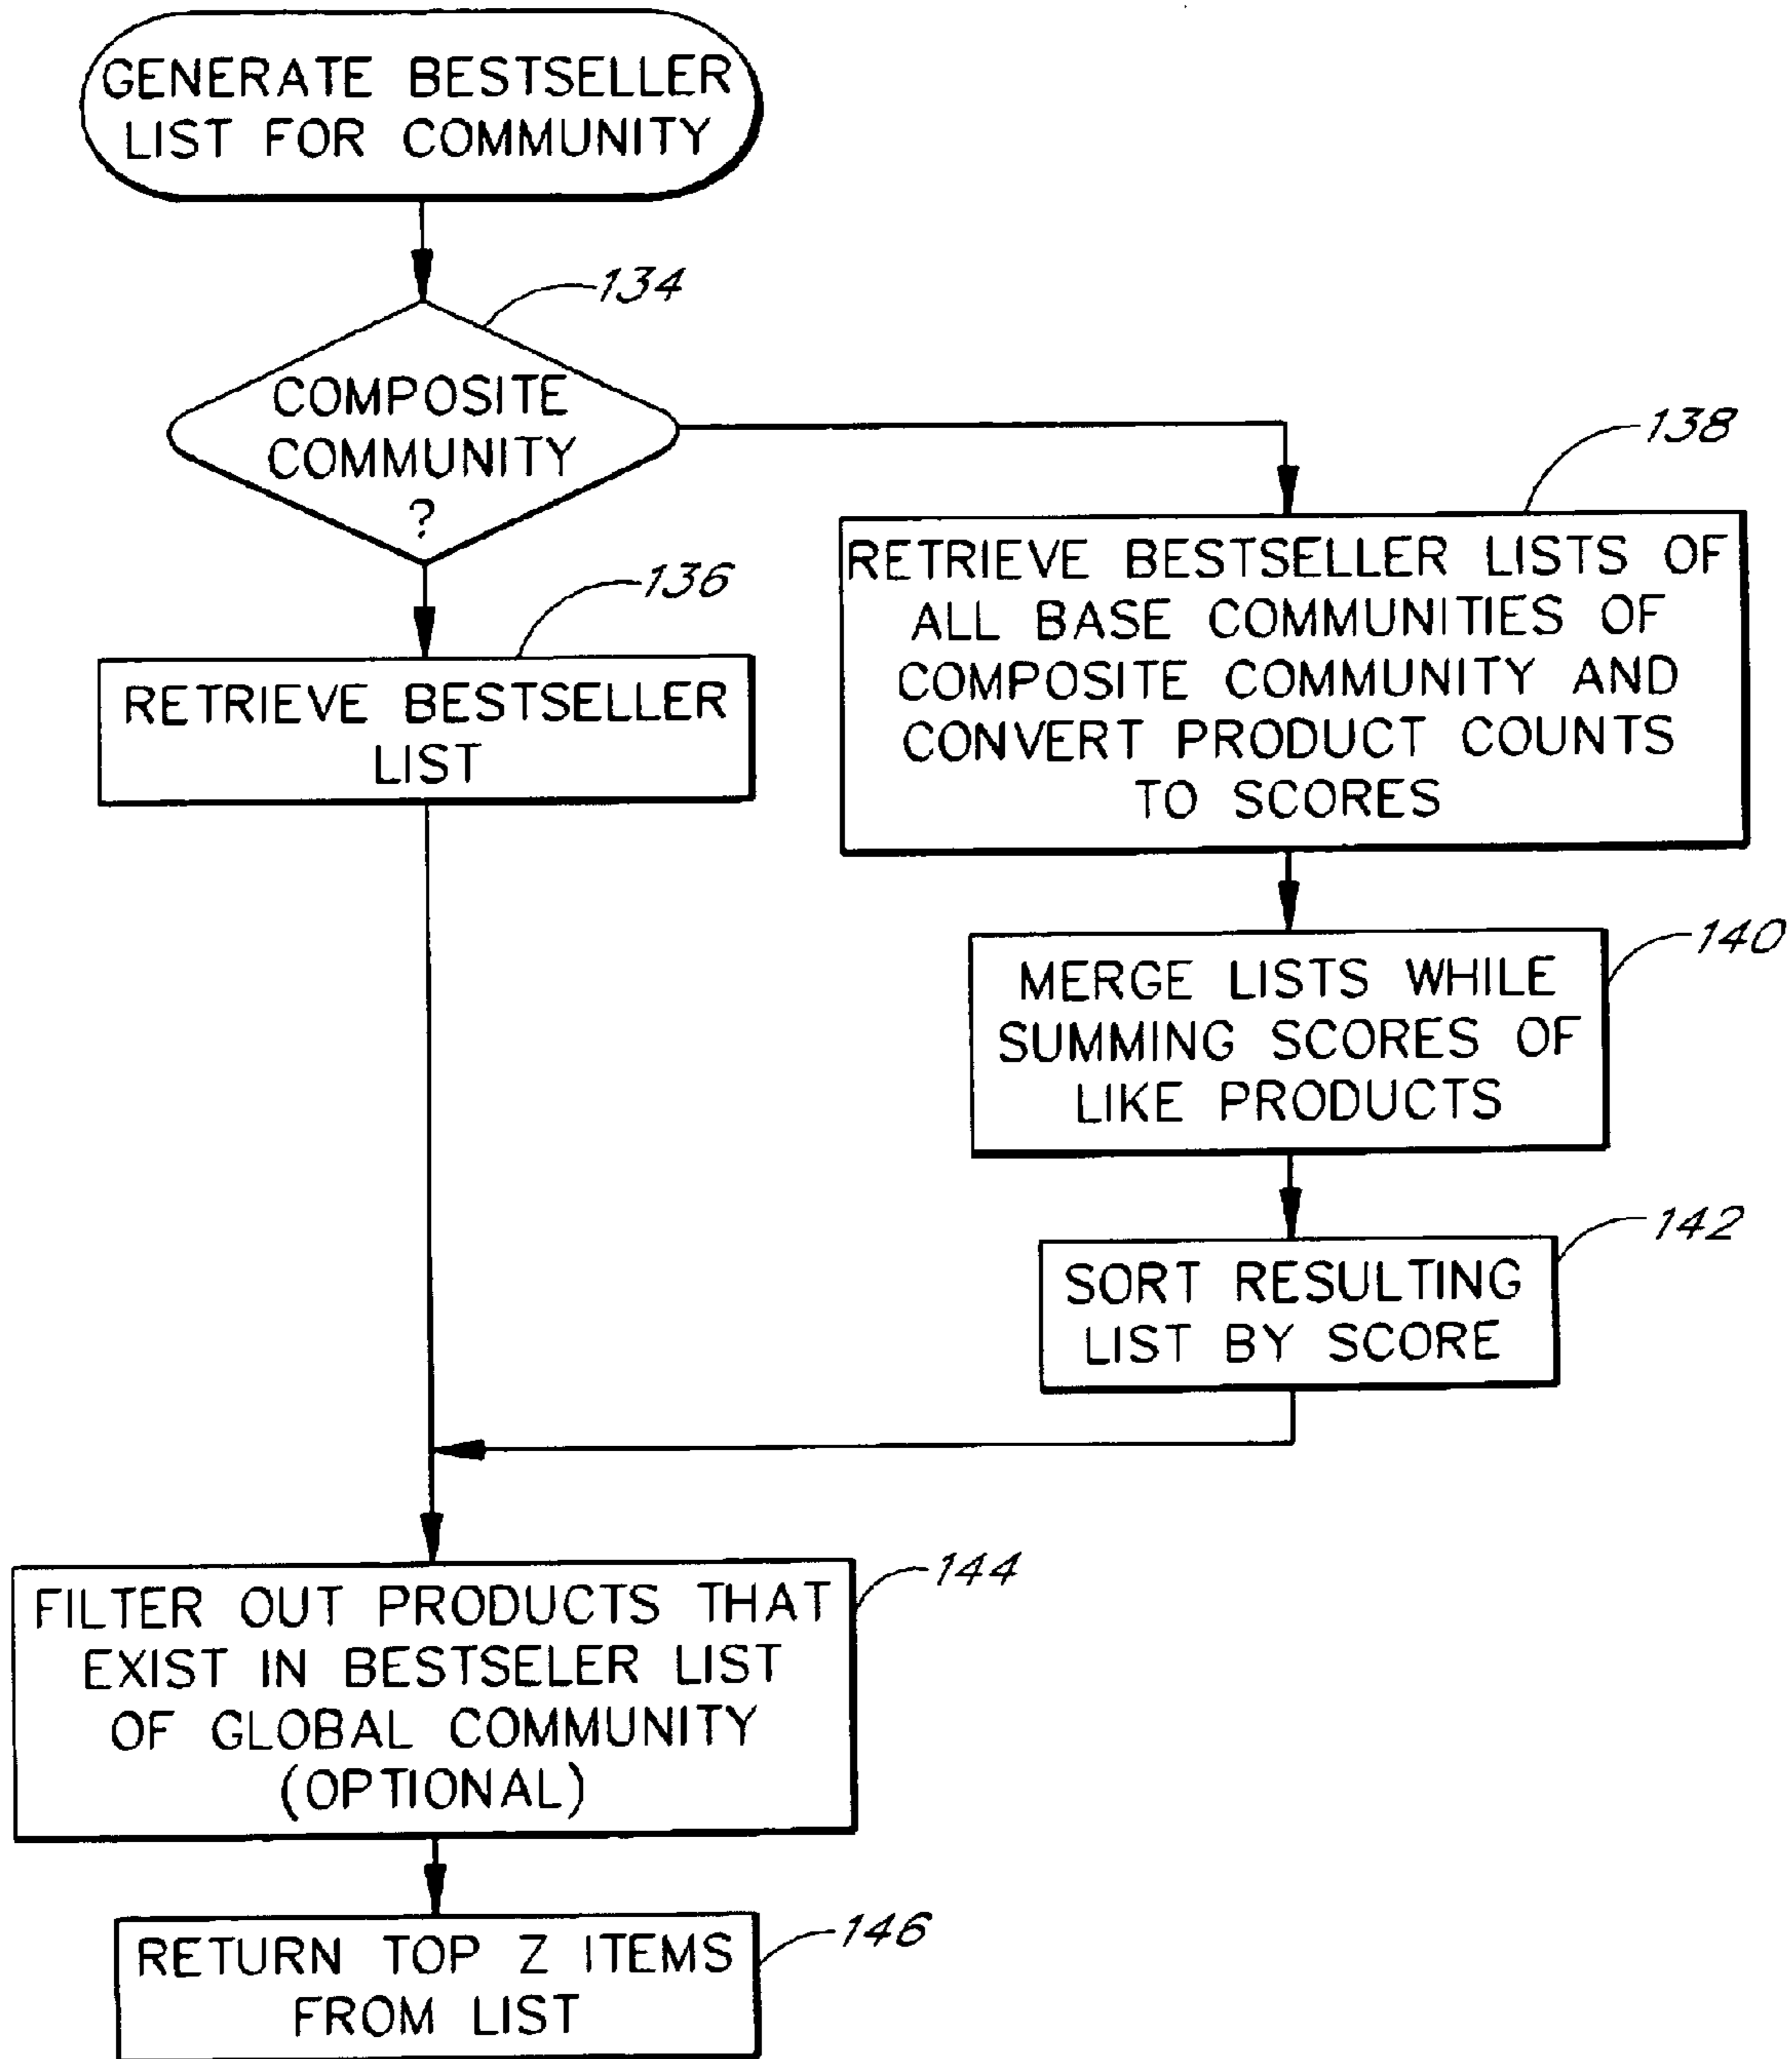 GENERATE BESTSELLER
LIST FOR COMMUNITY
134
COMPOSITE
COMMUNITY
?
136
RETRIEVE BESTSELLER
LIST
138
RETRIEVE BESTSELLER LISTS OF
ALL BASE COMMUNITIES OF
COMPOSITE COMMUNITY AND
CONVERT PRODUCT COUNTS
TO SCORES
140
MERGE LISTS WHILE
SUMMING SCORES OF
LIKE PRODUCTS
142
SORT RESULTING
LIST BY SCORE
144
FILTER OUT PRODUCTS THAT
EXIST IN BESTSELER LIST
OF GLOBAL COMMUNITY
(OPTIONAL)
146
RETURN TOP Z ITEMS
FROM LIST